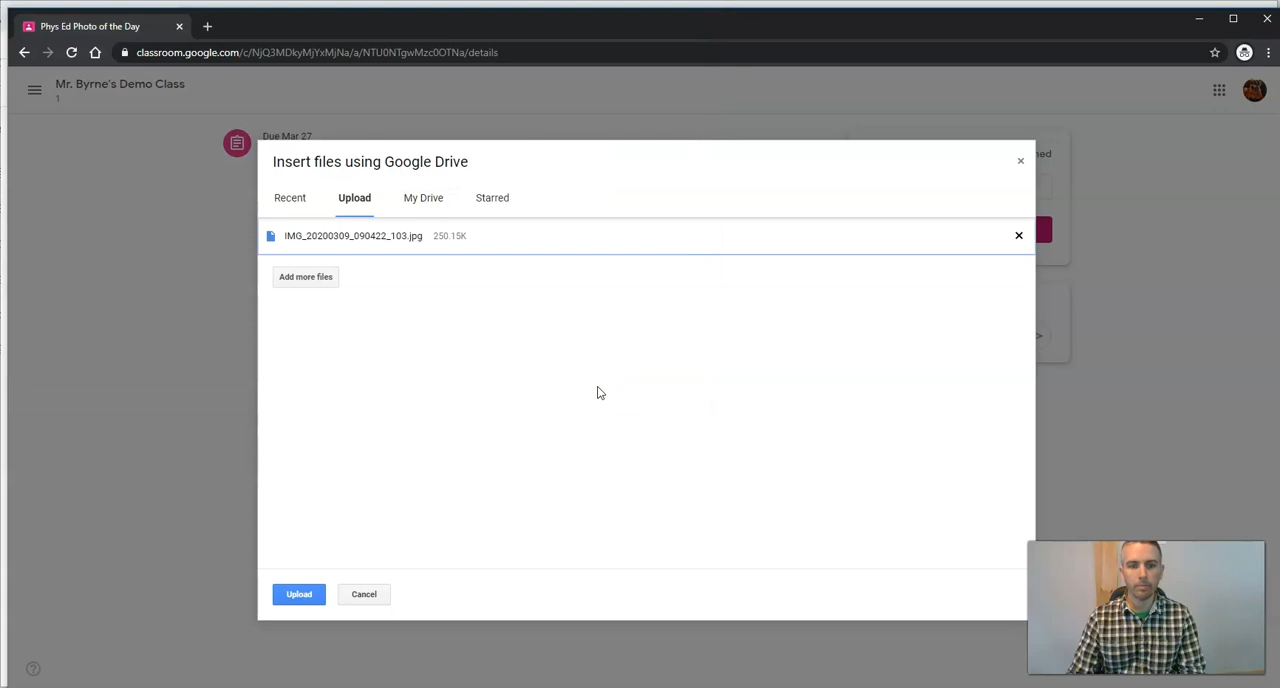 Phys Ed Photo of the Day
classroom.google.com/c/NjQ3MDkyMjYxMjNa/a/NTU0NTgwMzc0OTNa/details
Mr. Byrne's Demo Class
1
Due Mar 27
Insert files using Google Drive
Recent Upload My Drive Starred
IMG_20200309_090422_103.jpg 250.15K
Add more files
Upload Cancel